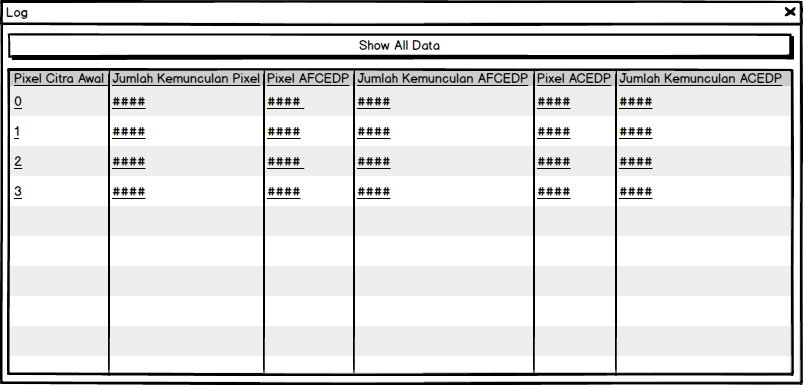 Log
Show All Data
Pixel Citra Awal Jumlah Kemunculan Pixel Pixel AFCEDP Jumlah Kemunculan AFCEDP Pixel ACEDP Jumlah Kemunculan ACEDP
0 #### #### #### #### ####
1 #### #### #### #### ####
2 #### #### #### #### ####
3 #### #### #### #### ####